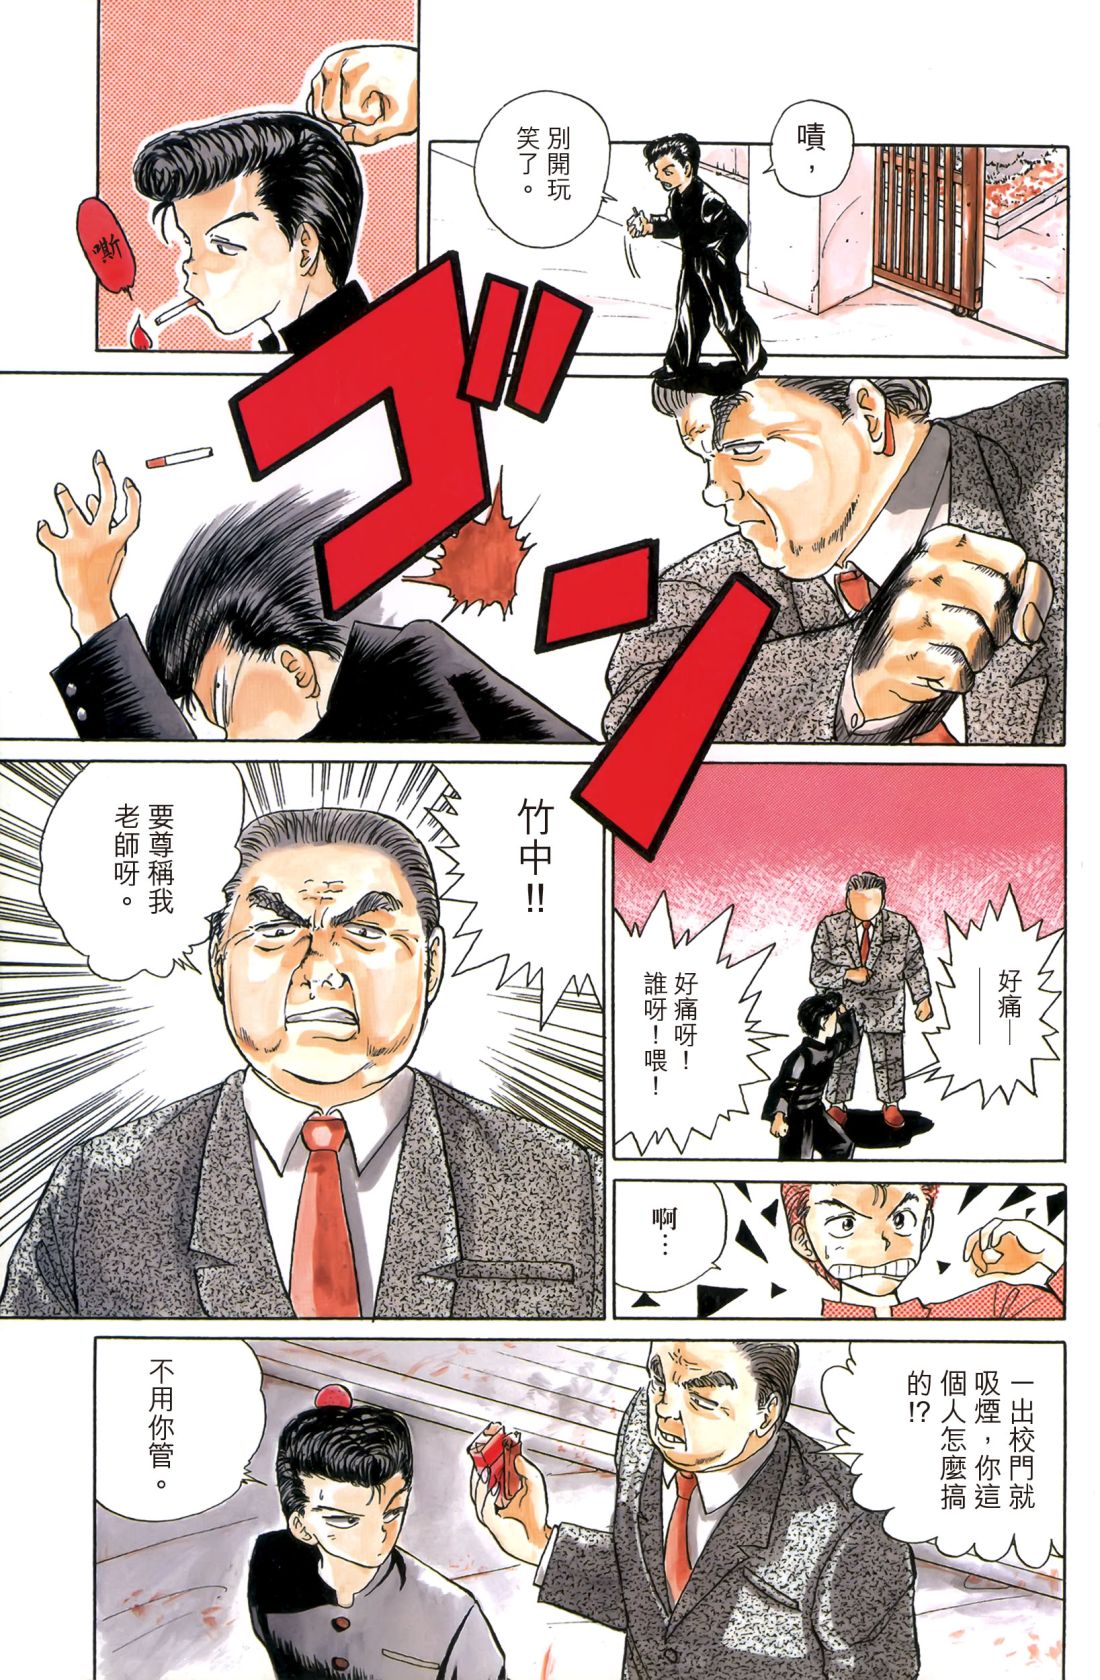 嘖，
別開玩
笑了。
嘶
ゴン
好痛——
好痛呀！
誰呀！喂！
竹中!!
要尊稱我
老師呀。
啊…
一出校門就
吸煙，你這
個人怎麼搞
的!?
不用你管。